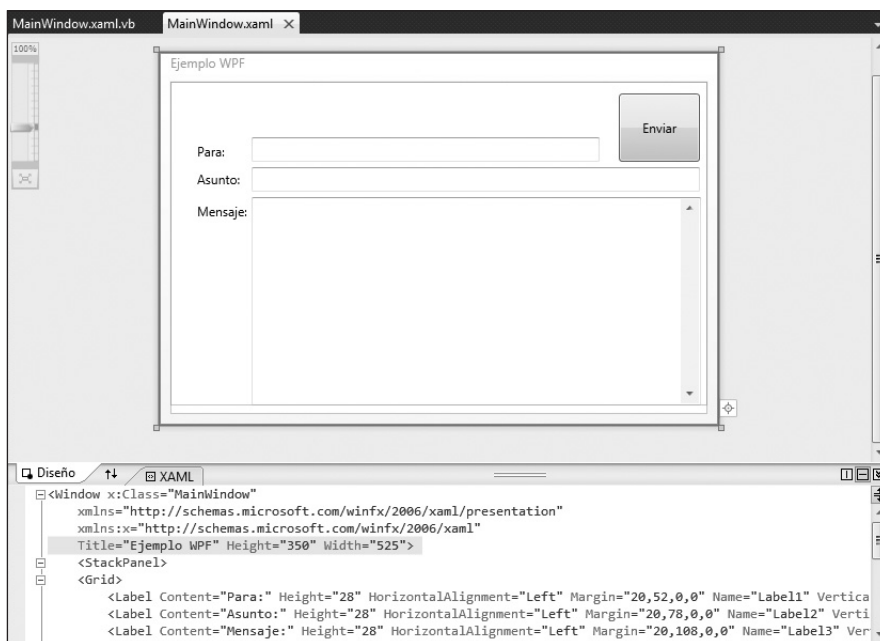 MainWindow.xaml.vb MainWindow.xaml X
100%
Ejemplo WPF
Enviar
Para:
Asunto:
Mensaje:
Diseño XAML
<Window x:Class="MainWindow"
xmlns="http://schemas.microsoft.com/winfx/2006/xaml/presentation"
xmlns:x="http://schemas.microsoft.com/winfx/2006/xaml"
Title="Ejemplo WPF" Height="350" Width="525">
<StackPanel>
<Grid>
<Label Content="Para:" Height="28" HorizontalAlignment="Left" Margin="20,52,0,0" Name="Label1" Vertica
<Label Content="Asunto:" Height="28" HorizontalAlignment="Left" Margin="20,78,0,0" Name="Label2" Verti
<Label Content="Mensaje:" Height="28" HorizontalAlignment="Left" Margin="20,108,0,0" Name="Label3" Ver